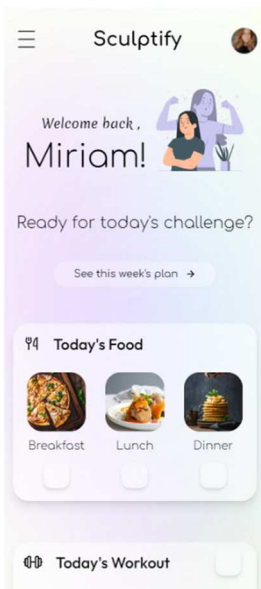 Sculptify
Welcome back ,
Miriam!
Ready for today's challenge?
See this week's plan →
Today's Food
Breakfast Lunch Dinner
Today's Workout